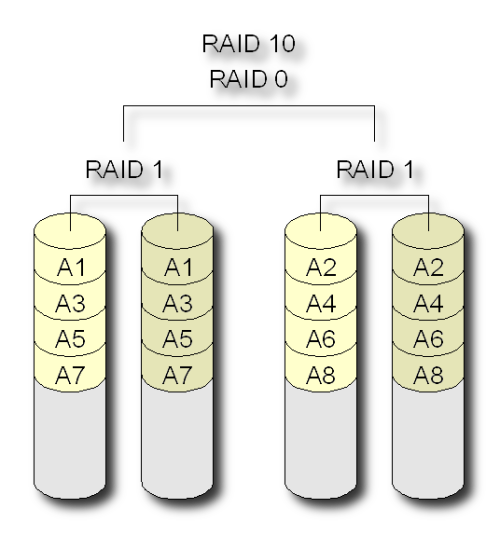 RAID 10
RAID 0
RAID 1 RAID 1
A1 A1 A2 A2
A3 A3 A4 A4
A5 A5 A6 A6
A7 A7 A8 A8